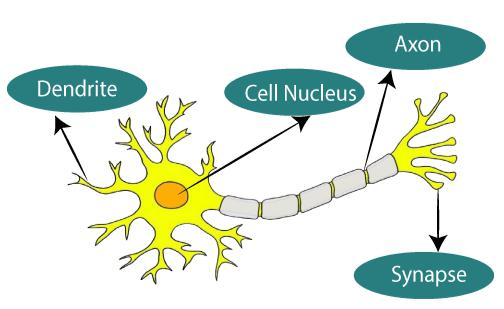 Axon
Dendrite
Cell Nucleus
Synapse